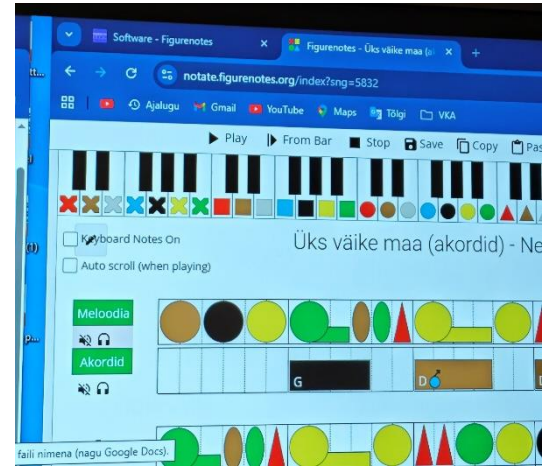 Software - Figurenotes
Figurenotes - Üks väike maa (a
notate.figurenotes.org/index?sng=5832
Ajalugu Gmail YouTube Maps Tõlgi VKA
Play From Bar Stop Save Copy Pas
Keyboard Notes On
Üks väike maa (akordid) - Ne
Auto scroll (when playing)
Meloodia
Akordid
G D D
faili nimena (nagu Google Docs).